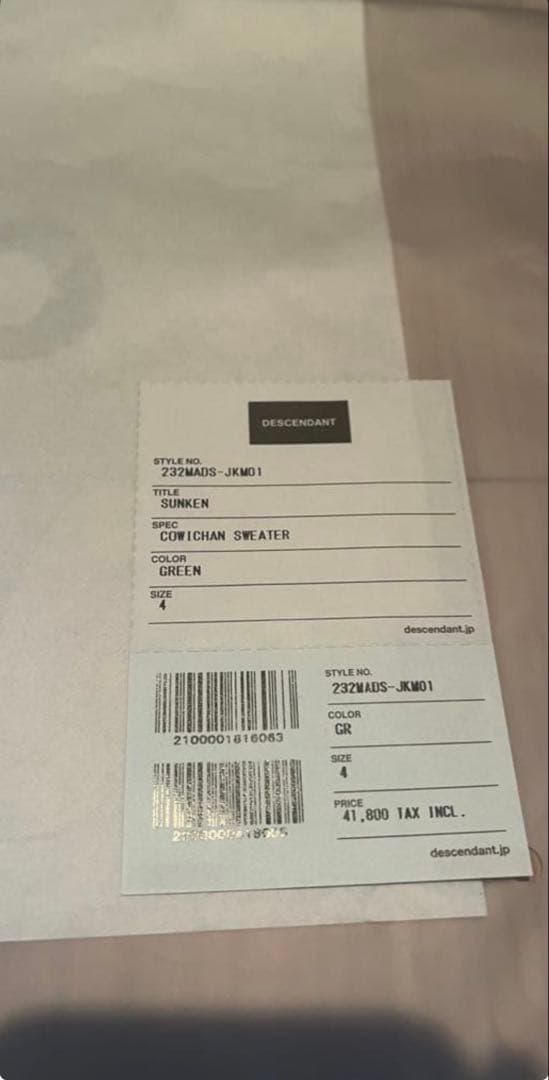 DESCENDANT
STYLE NO.
232MADS-JKM01
TITLE
SUNKEN
SPEC
COWICHAN SWEATER
COLOR
GREEN
SIZE
4
descendant.jp
2100001816063
STYLE NO.
232MADS-JKM01
COLOR
GR
SIZE
4
PRICE
41,800 TAX INCL.
descendant.jp